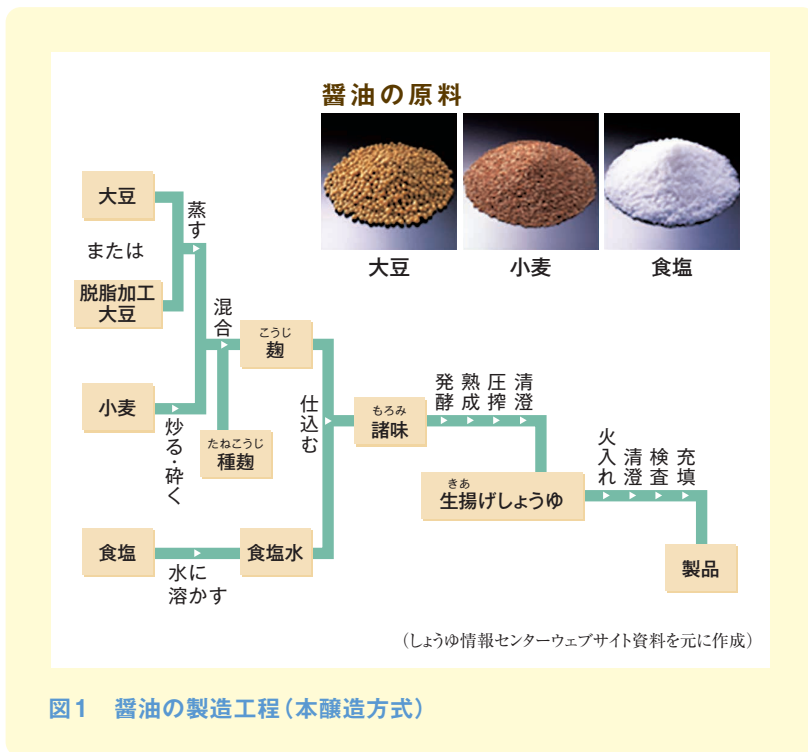 醤油の原料
大豆
小麦
食塩
大豆
または
脱脂加工
大豆
蒸す
小麦
炒る・砕く
混合
たねこうじ
種麹
こうじ
麹
食塩
水に
溶かす
食塩水
仕込む
もろみ
諸味
発酵
熟成
圧搾
清澄
きあ
生揚げしょうゆ
火入れ
清澄
検査
充填
製品
（しょうゆ情報センターウェブサイト資料を元に作成）
図1　醤油の製造工程（本醸造方式）